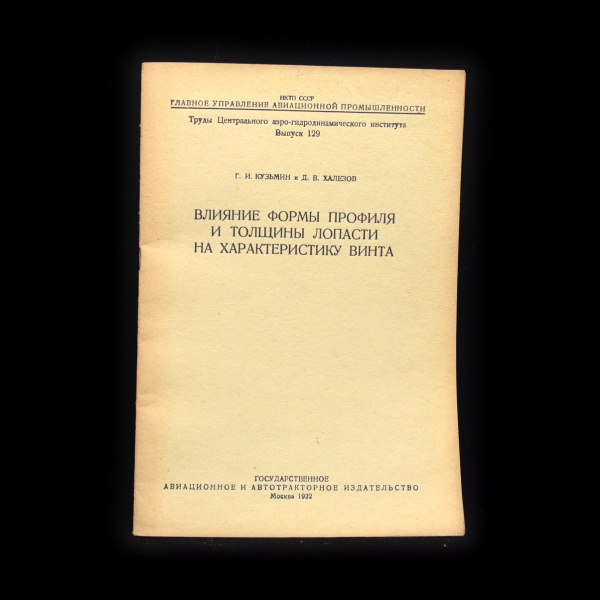 НКТП СССР
ГЛАВНОЕ УПРАВЛЕНИЕ АВИАЦИОННОЙ ПРОМЫШЛЕННОСТИ
Труды Центрального аэро-гидродинамического института
Выпуск 129
Г. И. КУЗЬМИН и Д. В. ХАЛЕЗОВ
ВЛИЯНИЕ ФОРМЫ ПРОФИЛЯ
И ТОЛЩИНЫ ЛОПАСТИ
НА ХАРАКТЕРИСТИКУ ВИНТА
ГОСУДАРСТВЕННОЕ
АВИАЦИОННОЕ И АВТОТРАКТОРНОЕ ИЗДАТЕЛЬСТВО
Москва 1932